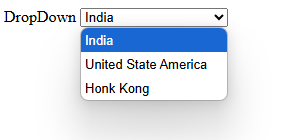 DropDown India
India
United State America
Honk Kong